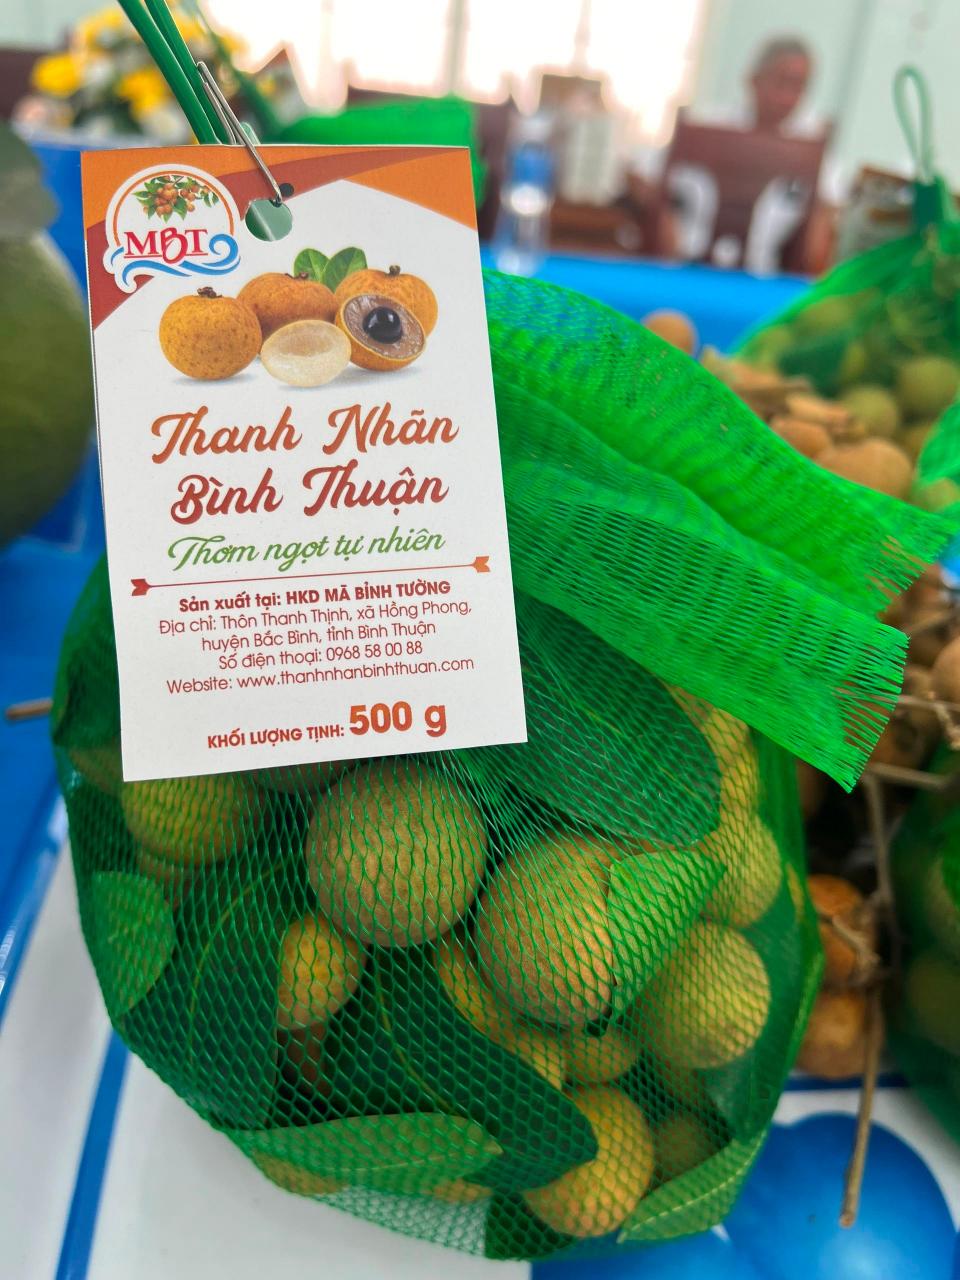 MBT
Thanh Nhãn
Bình Thuận
Thơm ngọt tự nhiên
Sản xuất tại: HKD MÃ BỈNH TƯỜNG
Địa chỉ: Thôn Thanh Thịnh, xã Hồng Phong,
huyện Bắc Bình, tỉnh Bình Thuận
Số điện thoại: 0968 58 00 88
Website: www.thanhnhanbinhthuan.com
KHỐI LƯỢNG TỊNH: 500 g